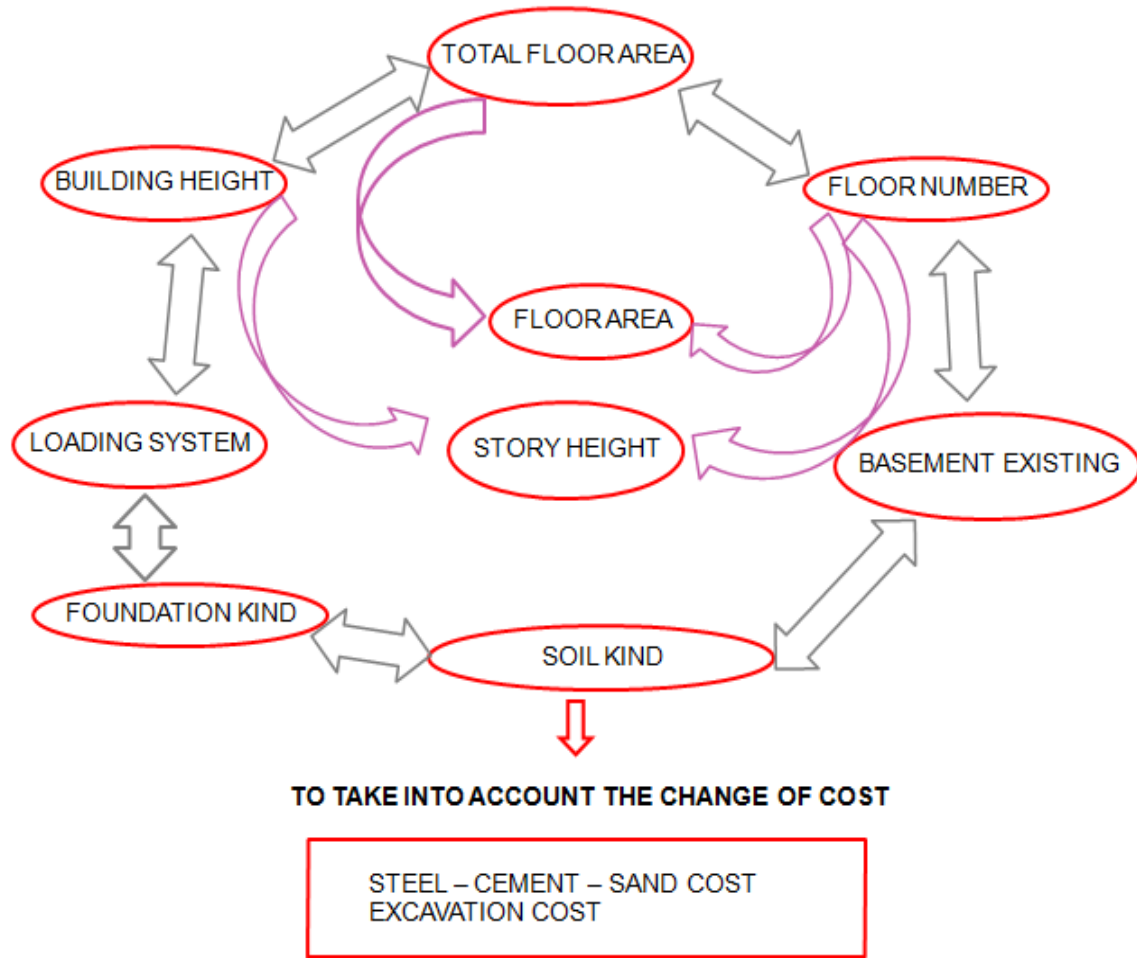 TOTAL FLOOR AREA
BUILDING HEIGHT
FLOOR NUMBER
FLOOR AREA
LOADING SYSTEM
STORY HEIGHT
BASEMENT EXISTING
FOUNDATION KIND
SOIL KIND
TO TAKE INTO ACCOUNT THE CHANGE OF COST
STEEL – CEMENT – SAND COST
EXCAVATION COST